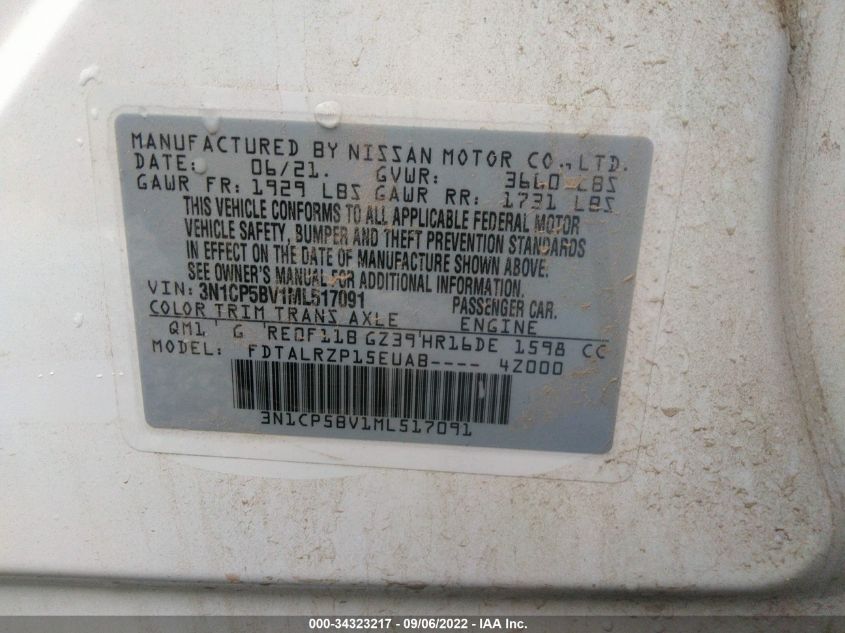 MANUFACTURED BY NISSAN MOTOR CO., LTD.
DATE: 06/21. GVWR: 3660 LBS
GAWR FR: 1929 LBS GAWR RR: 1731 LBS
THIS VEHICLE CONFORMS TO ALL APPLICABLE FEDERAL MOTOR
VEHICLE SAFETY, BUMPER AND THEFT PREVENTION STANDARDS
IN EFFECT ON THE DATE OF MANUFACTURE SHOWN ABOVE.
SEE OWNER'S MANUAL FOR ADDITIONAL INFORMATION.
VIN: 3N1CP5BV1ML517091 PASSENGER CAR.
COLOR TRIM TRANS AXLE ENGINE
QM1 G RE0F11B GZ39 HR16DE 1598 CC
MODEL: FDTALRZP15EUAB---- 4Z000
3N1CP5BV1ML517091
000-34323217 - 09/06/2022 - IAA Inc.